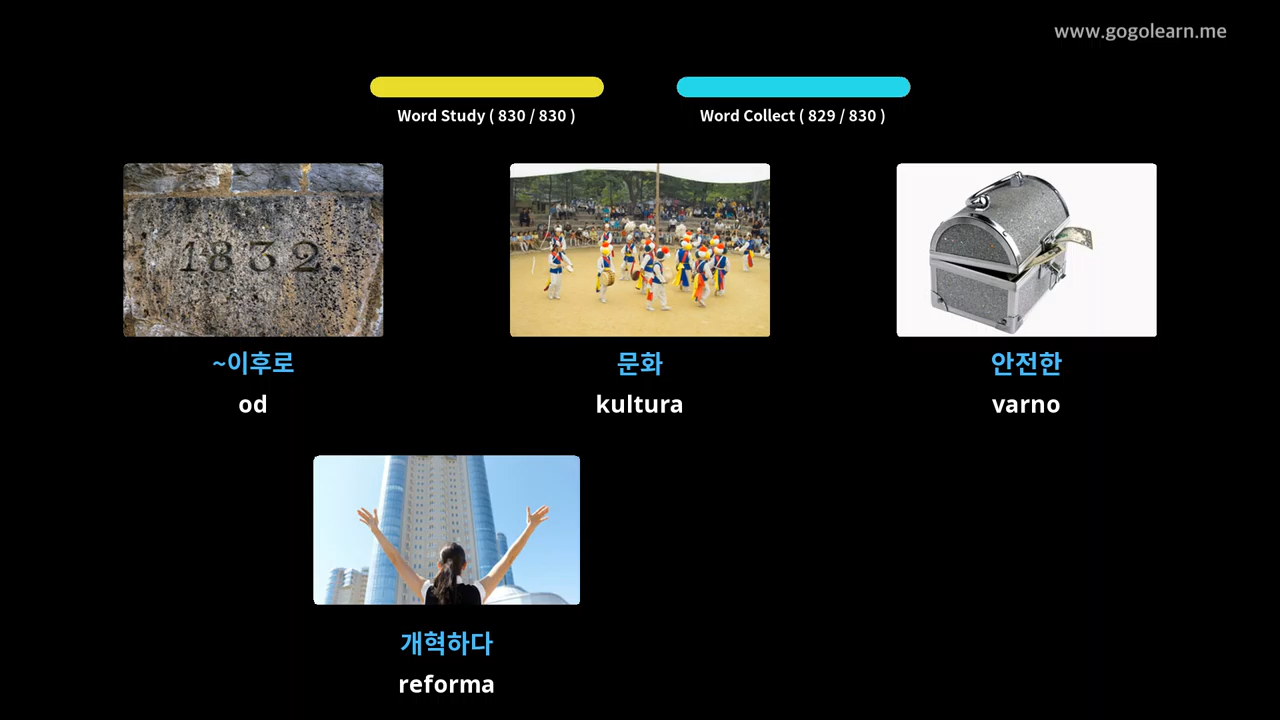 www.gogolearn.me
Word Study ( 830 / 830 )
Word Collect ( 829 / 830 )
1832.
~이후로
od
문화
kultura
안전한
varno
개혁하다
reforma